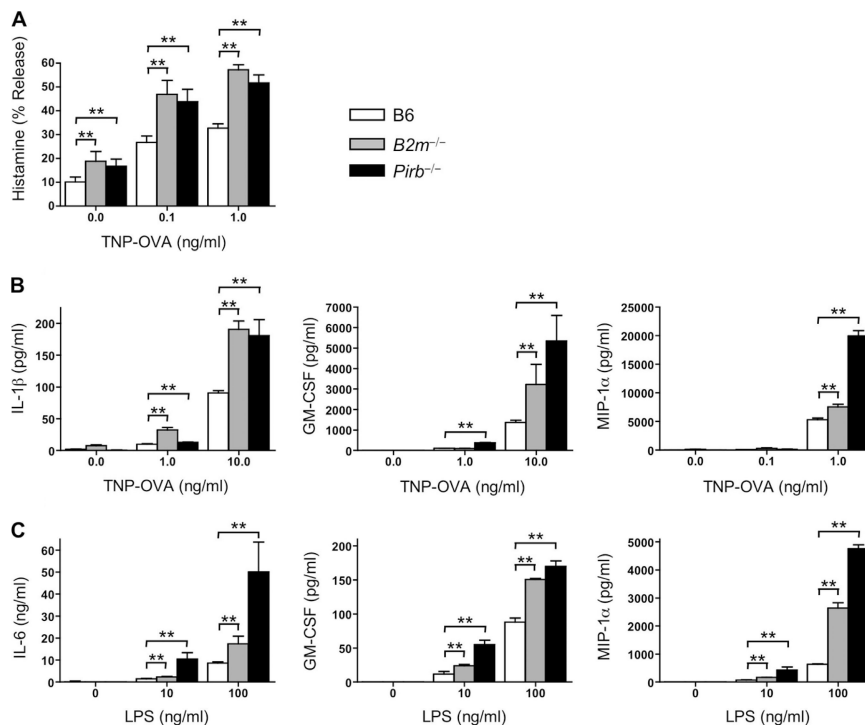 A
Histamine (% Release)
70
60
50
40
30
20
10
0
** ** ** ** ** **
0.0 0.1 1.0
TNP-OVA (ng/ml)
B6
B2m–/–
Pirb–/–
B
IL-1β (pg/ml)
200
150
100
50
0
** ** ** **
0.0 1.0 10.0
TNP-OVA (ng/ml)
GM-CSF (pg/ml)
7000
6000
5000
4000
3000
2000
1000
0
** ** **
0.0 1.0 10.0
TNP-OVA (ng/ml)
MIP-1α (pg/ml)
25000
20000
15000
10000
5000
0
** **
0.0 0.1 1.0
TNP-OVA (ng/ml)
C
IL-6 (ng/ml)
60
50
40
30
20
10
0
** ** ** **
0 10 100
LPS (ng/ml)
GM-CSF (pg/ml)
200
150
100
50
0
** ** ** **
0 10 100
LPS (ng/ml)
MIP-1α (pg/ml)
5000
4000
3000
2000
1000
0
** ** ** **
0 10 100
LPS (ng/ml)